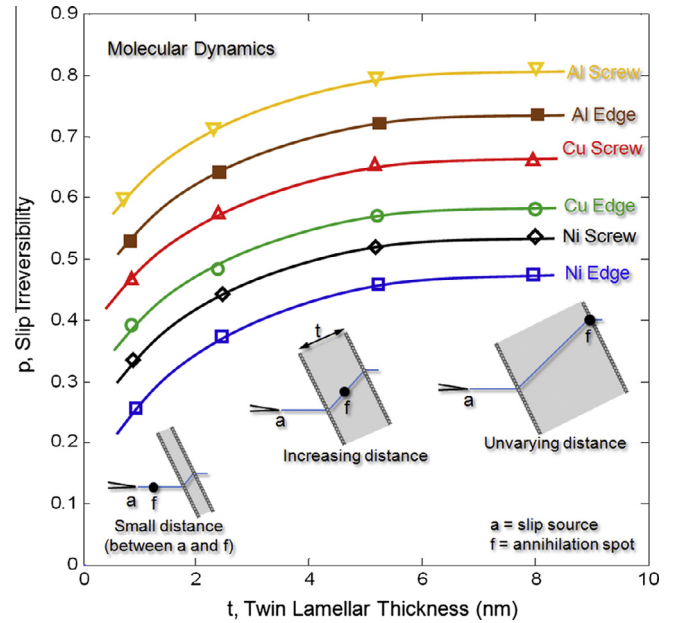 0.9
Molecular Dynamics
0.8
Al Screw
0.7
Al Edge
Cu Screw
0.6
Cu Edge
0.5
Ni Screw
Ni Edge
0.4
0.3
0.2
0.1
0
p, Slip Irreversibility
t
f
a
Increasing distance
f
a
Unvarying distance
a
f
Small distance
(between a and f)
a = slip source
f = annihilation spot
0
2
4
6
8
10
t, Twin Lamellar Thickness (nm)